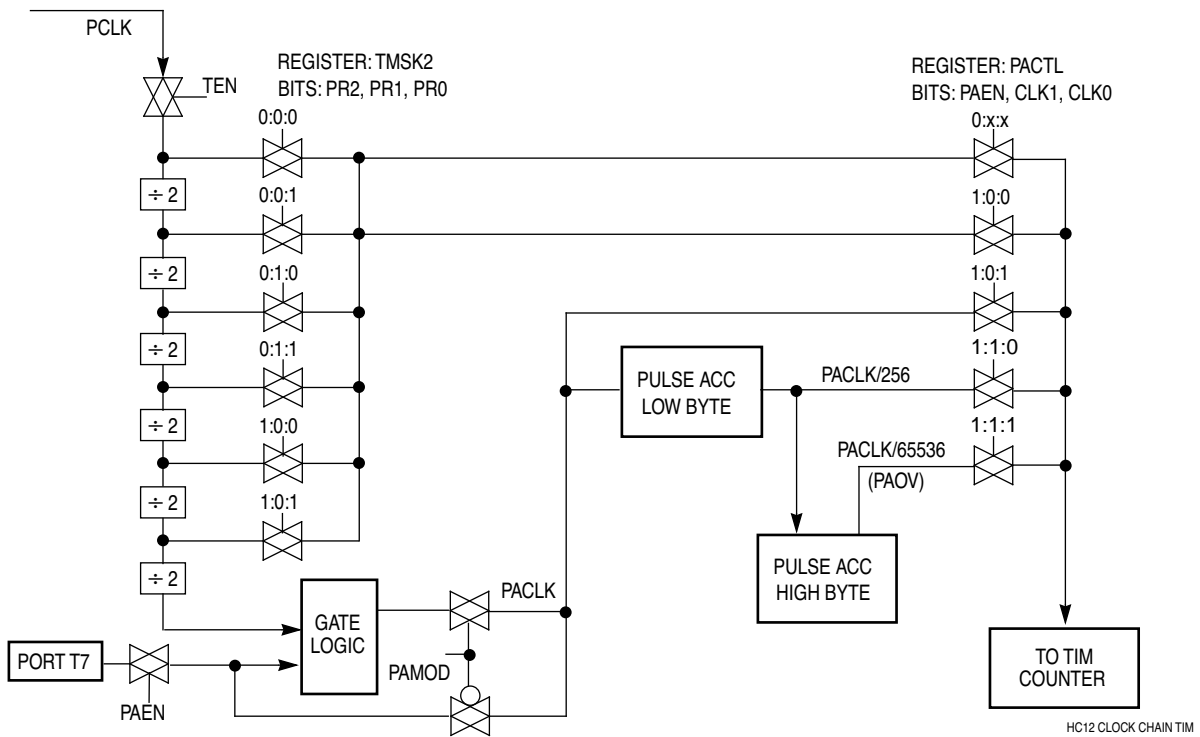 PCLK
TEN
REGISTER: TMSK2
BITS: PR2, PR1, PR0
0:0:0
÷ 2
0:0:1
÷ 2
0:1:0
÷ 2
0:1:1
÷ 2
1:0:0
÷ 2
1:0:1
÷ 2
REGISTER: PACTL
BITS: PAEN, CLK1, CLK0
0:x:x
1:0:0
1:0:1
1:1:0
1:1:1
PULSE ACC
LOW BYTE
PACLK/256
PACLK/65536
(PAOV)
PULSE ACC
HIGH BYTE
GATE
LOGIC
PACLK
PORT T7
PAEN
PAMOD
TO TIM
COUNTER
HC12 CLOCK CHAIN TIM